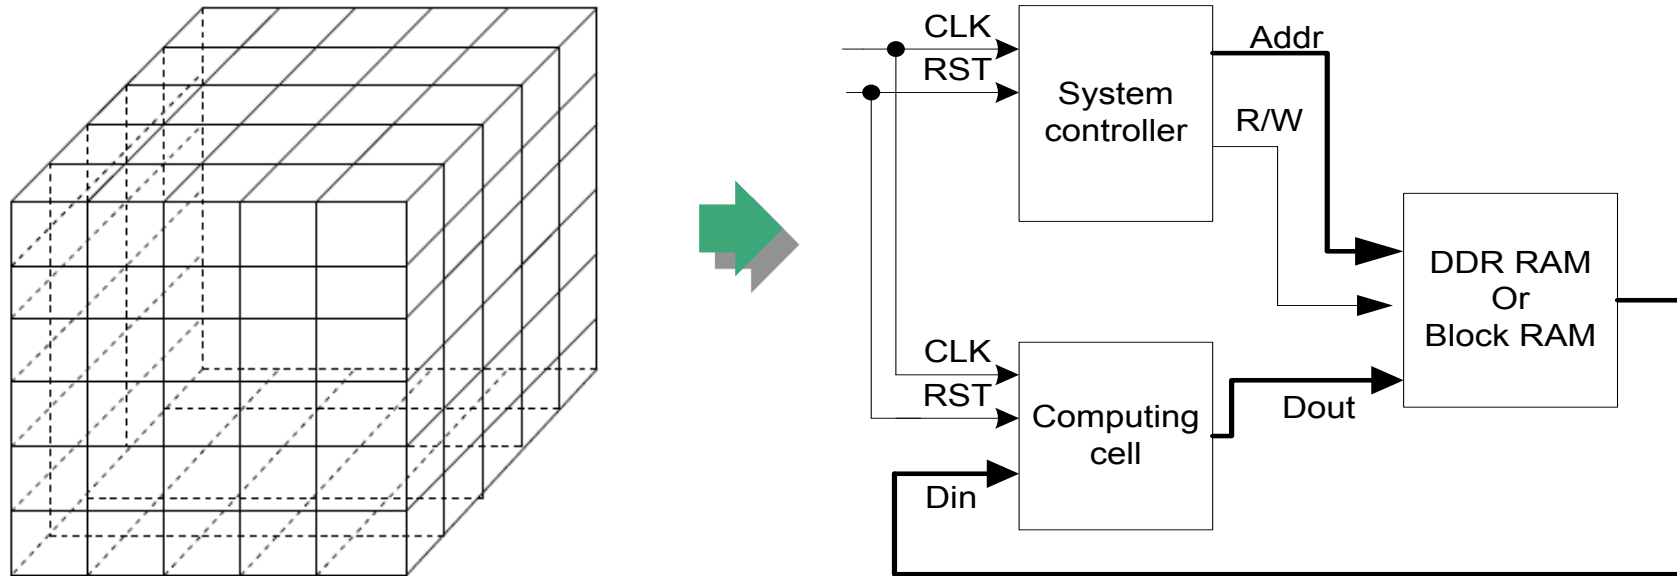 CLK
RST
System
controller
Addr
R/W
DDR RAM
Or
Block RAM
CLK
RST
Computing
cell
Dout
Din